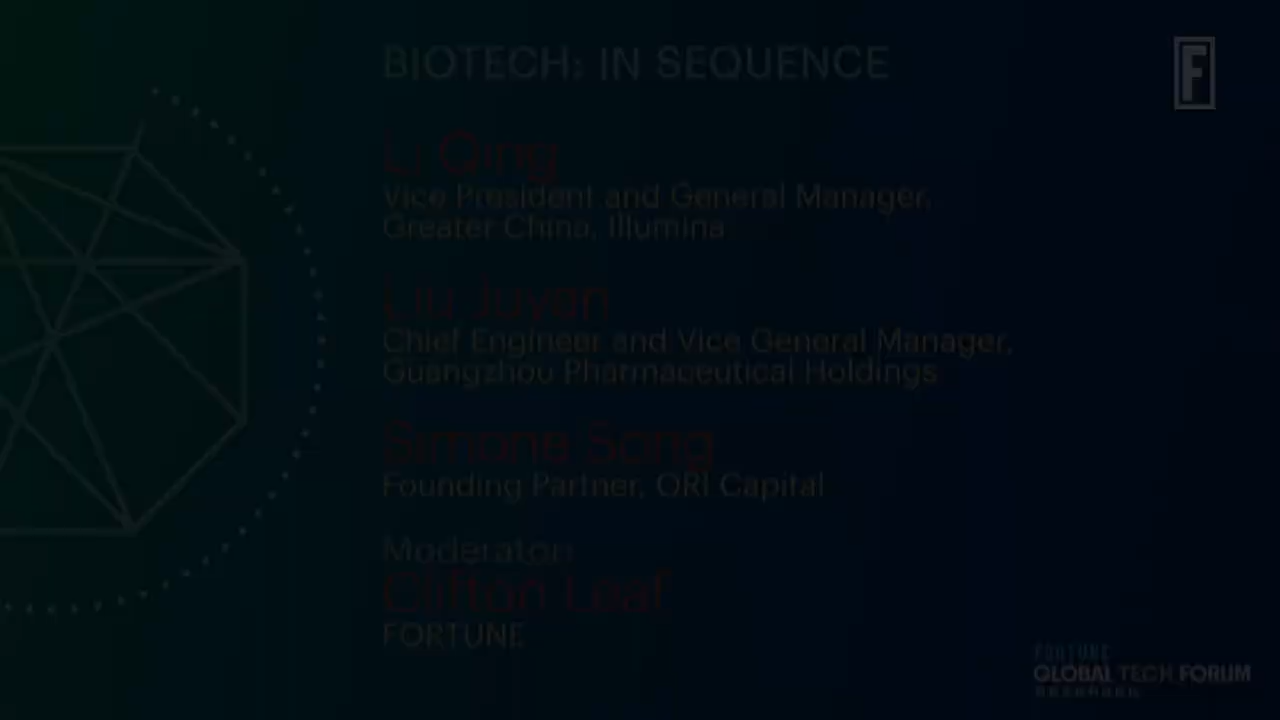 BIOTECH: IN SEQUENCE
F
Li Qing
Vice President and General Manager,
Greater China, Illumina
Liu Juyan
Chief Engineer and Vice General Manager,
Guangzhou Pharmaceutical Holdings
Simone Song
Founding Partner, ORI Capital
Moderator:
Clifton Leaf
FORTUNE
FORTUNE
GLOBAL TECH FORUM